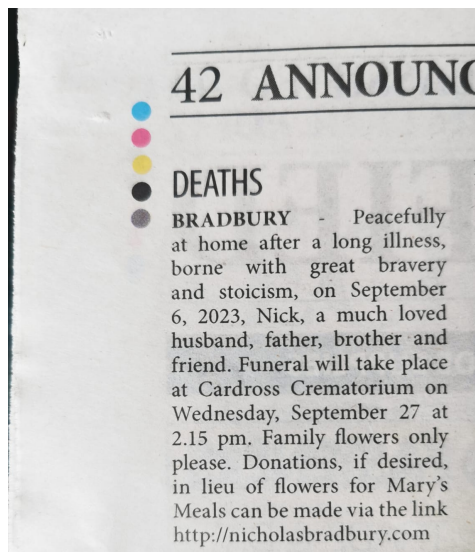 42 ANNOUNC
DEATHS
BRADBURY - Peacefully
at home after a long illness,
borne with great bravery
and stoicism, on September
6, 2023, Nick, a much loved
husband, father, brother and
friend. Funeral will take place
at Cardross Crematorium on
Wednesday, September 27 at
2.15 pm. Family flowers only
please. Donations, if desired,
in lieu of flowers for Mary’s
Meals can be made via the link
http://nicholasbradbury.com